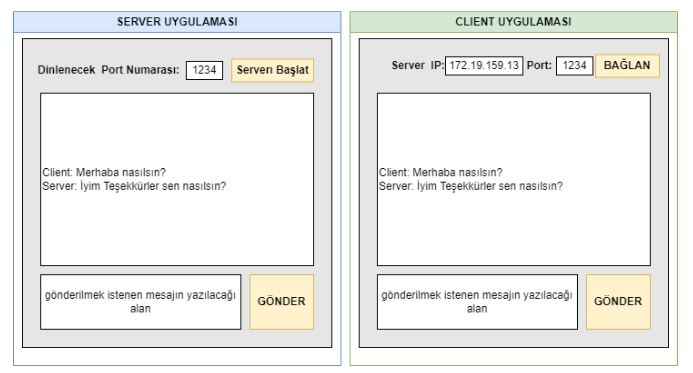 SERVER UYGULAMASI
Dinlenecek Port Numarası: 1234 Serverı Başlat
Client: Merhaba nasılsın?
Server: İyim Teşekkürler sen nasılsın?
gönderilmek istenen mesajın yazılacağı
alan
GÖNDER
CLIENT UYGULAMASI
Server IP: 172.19.159.13 Port: 1234 BAĞLAN
Client: Merhaba nasılsın?
Server: İyim Teşekkürler sen nasılsın?
gönderilmek istenen mesajın yazılacağı
alan
GÖNDER